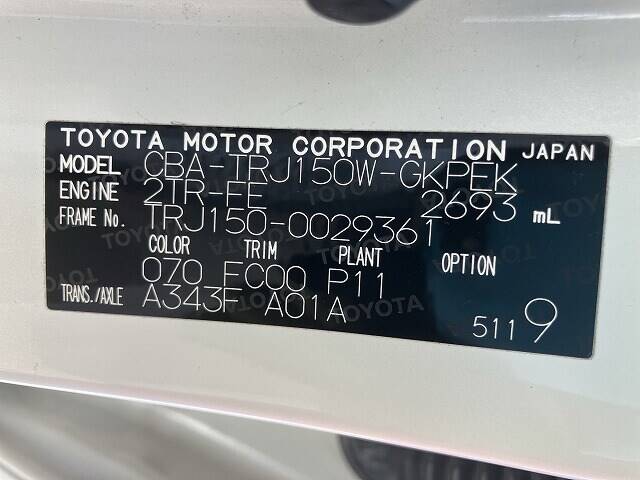 TOYOTA MOTOR CORPORATION JAPAN
MODEL CBA-TRJ150W-GKPEK
ENGINE 2TR-FE 2693 mL
FRAME No. TRJ150-0029361
COLOR TRIM PLANT OPTION
070 FC00 P11
TRANS./AXLE A343F A01A
5119